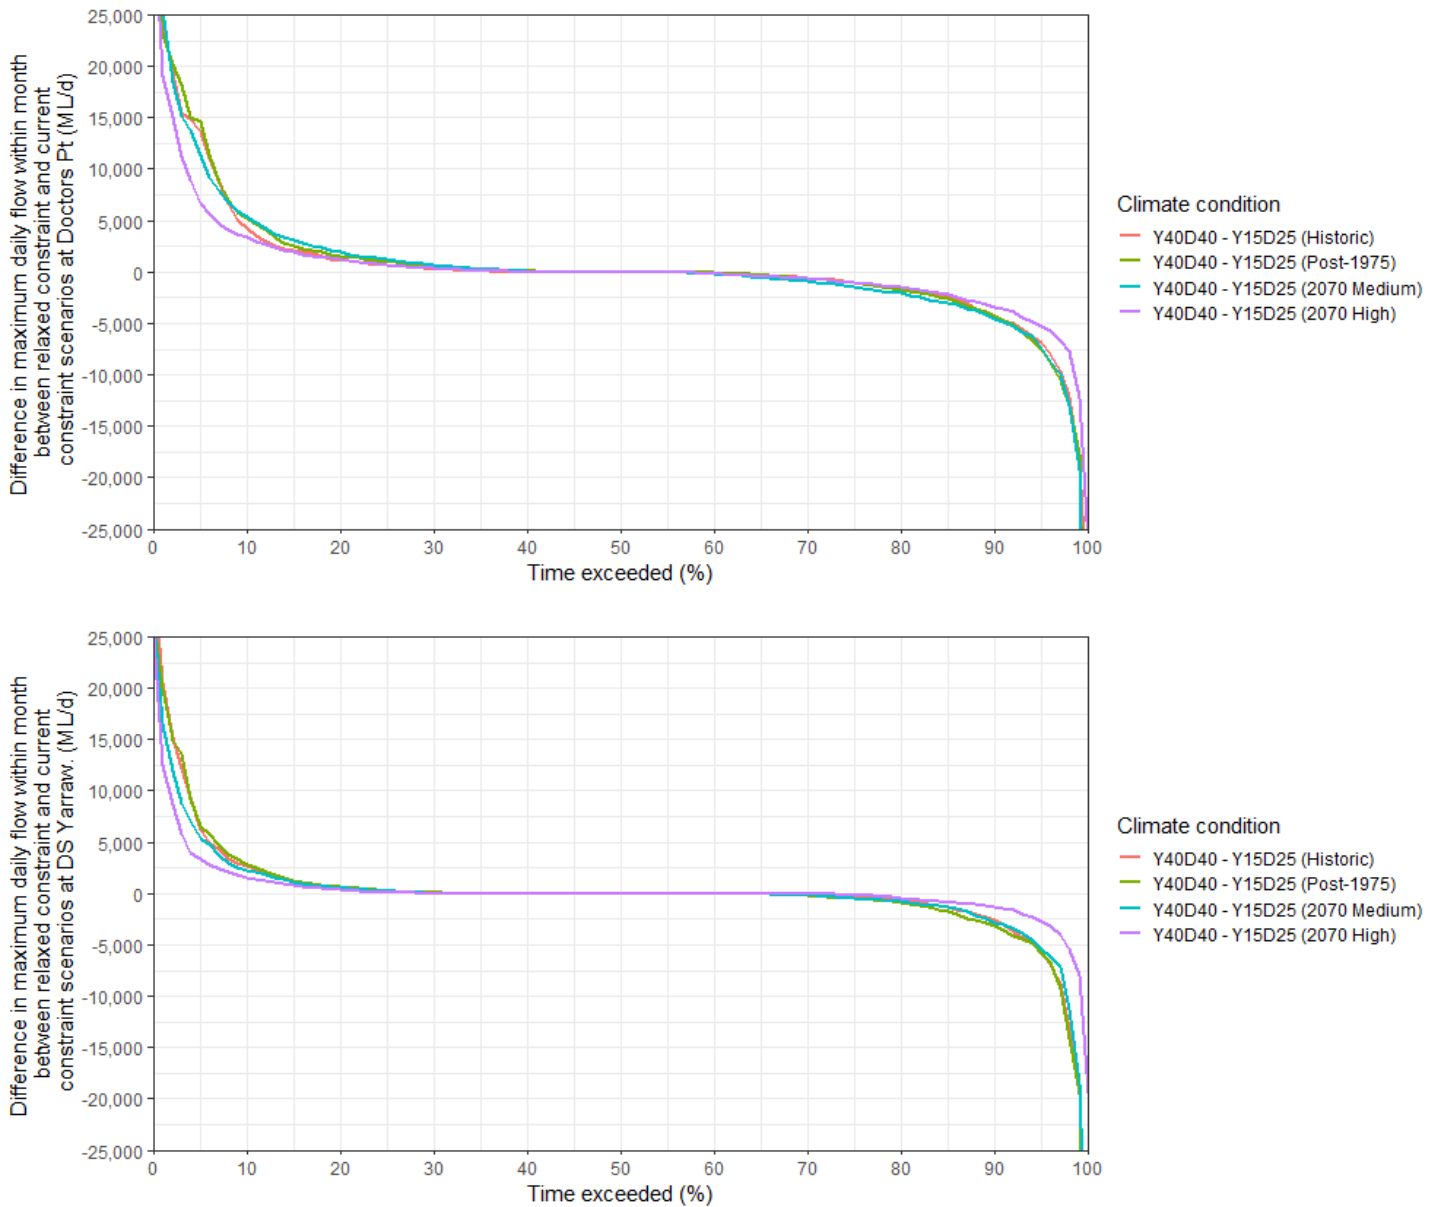 Difference in maximum daily flow within month
between relaxed constraint and current
constraint scenarios at Doctors Pt (ML/d)
25,000
20,000
15,000
10,000
5,000
0
-5,000
-10,000
-15,000
-20,000
-25,000
0 10 20 30 40 50 60 70 80 90 100
Time exceeded (%)
Climate condition
Y40D40 - Y15D25 (Historic)
Y40D40 - Y15D25 (Post-1975)
Y40D40 - Y15D25 (2070 Medium)
Y40D40 - Y15D25 (2070 High)
Difference in maximum daily flow within month
between relaxed constraint and current
constraint scenarios at DS Yarraw. (ML/d)
25,000
20,000
15,000
10,000
5,000
0
-5,000
-10,000
-15,000
-20,000
-25,000
0 10 20 30 40 50 60 70 80 90 100
Time exceeded (%)
Climate condition
Y40D40 - Y15D25 (Historic)
Y40D40 - Y15D25 (Post-1975)
Y40D40 - Y15D25 (2070 Medium)
Y40D40 - Y15D25 (2070 High)